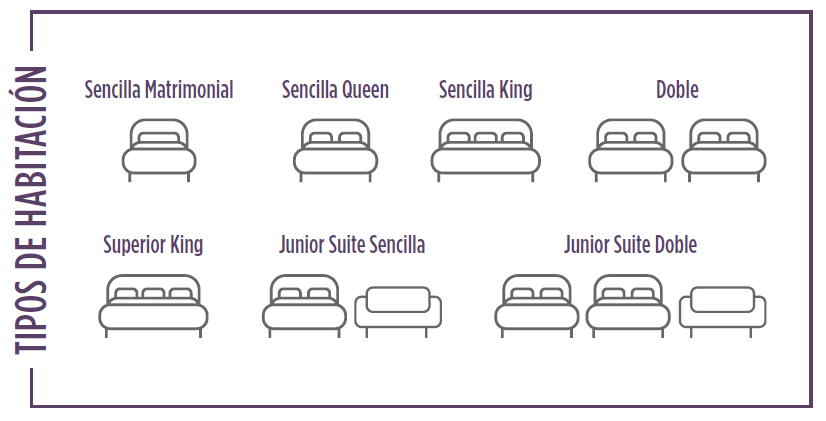 TIPOS DE HABITACIÓN
Sencilla Matrimonial
Sencilla Queen
Sencilla King
Doble
Superior King
Junior Suite Sencilla
Junior Suite Doble